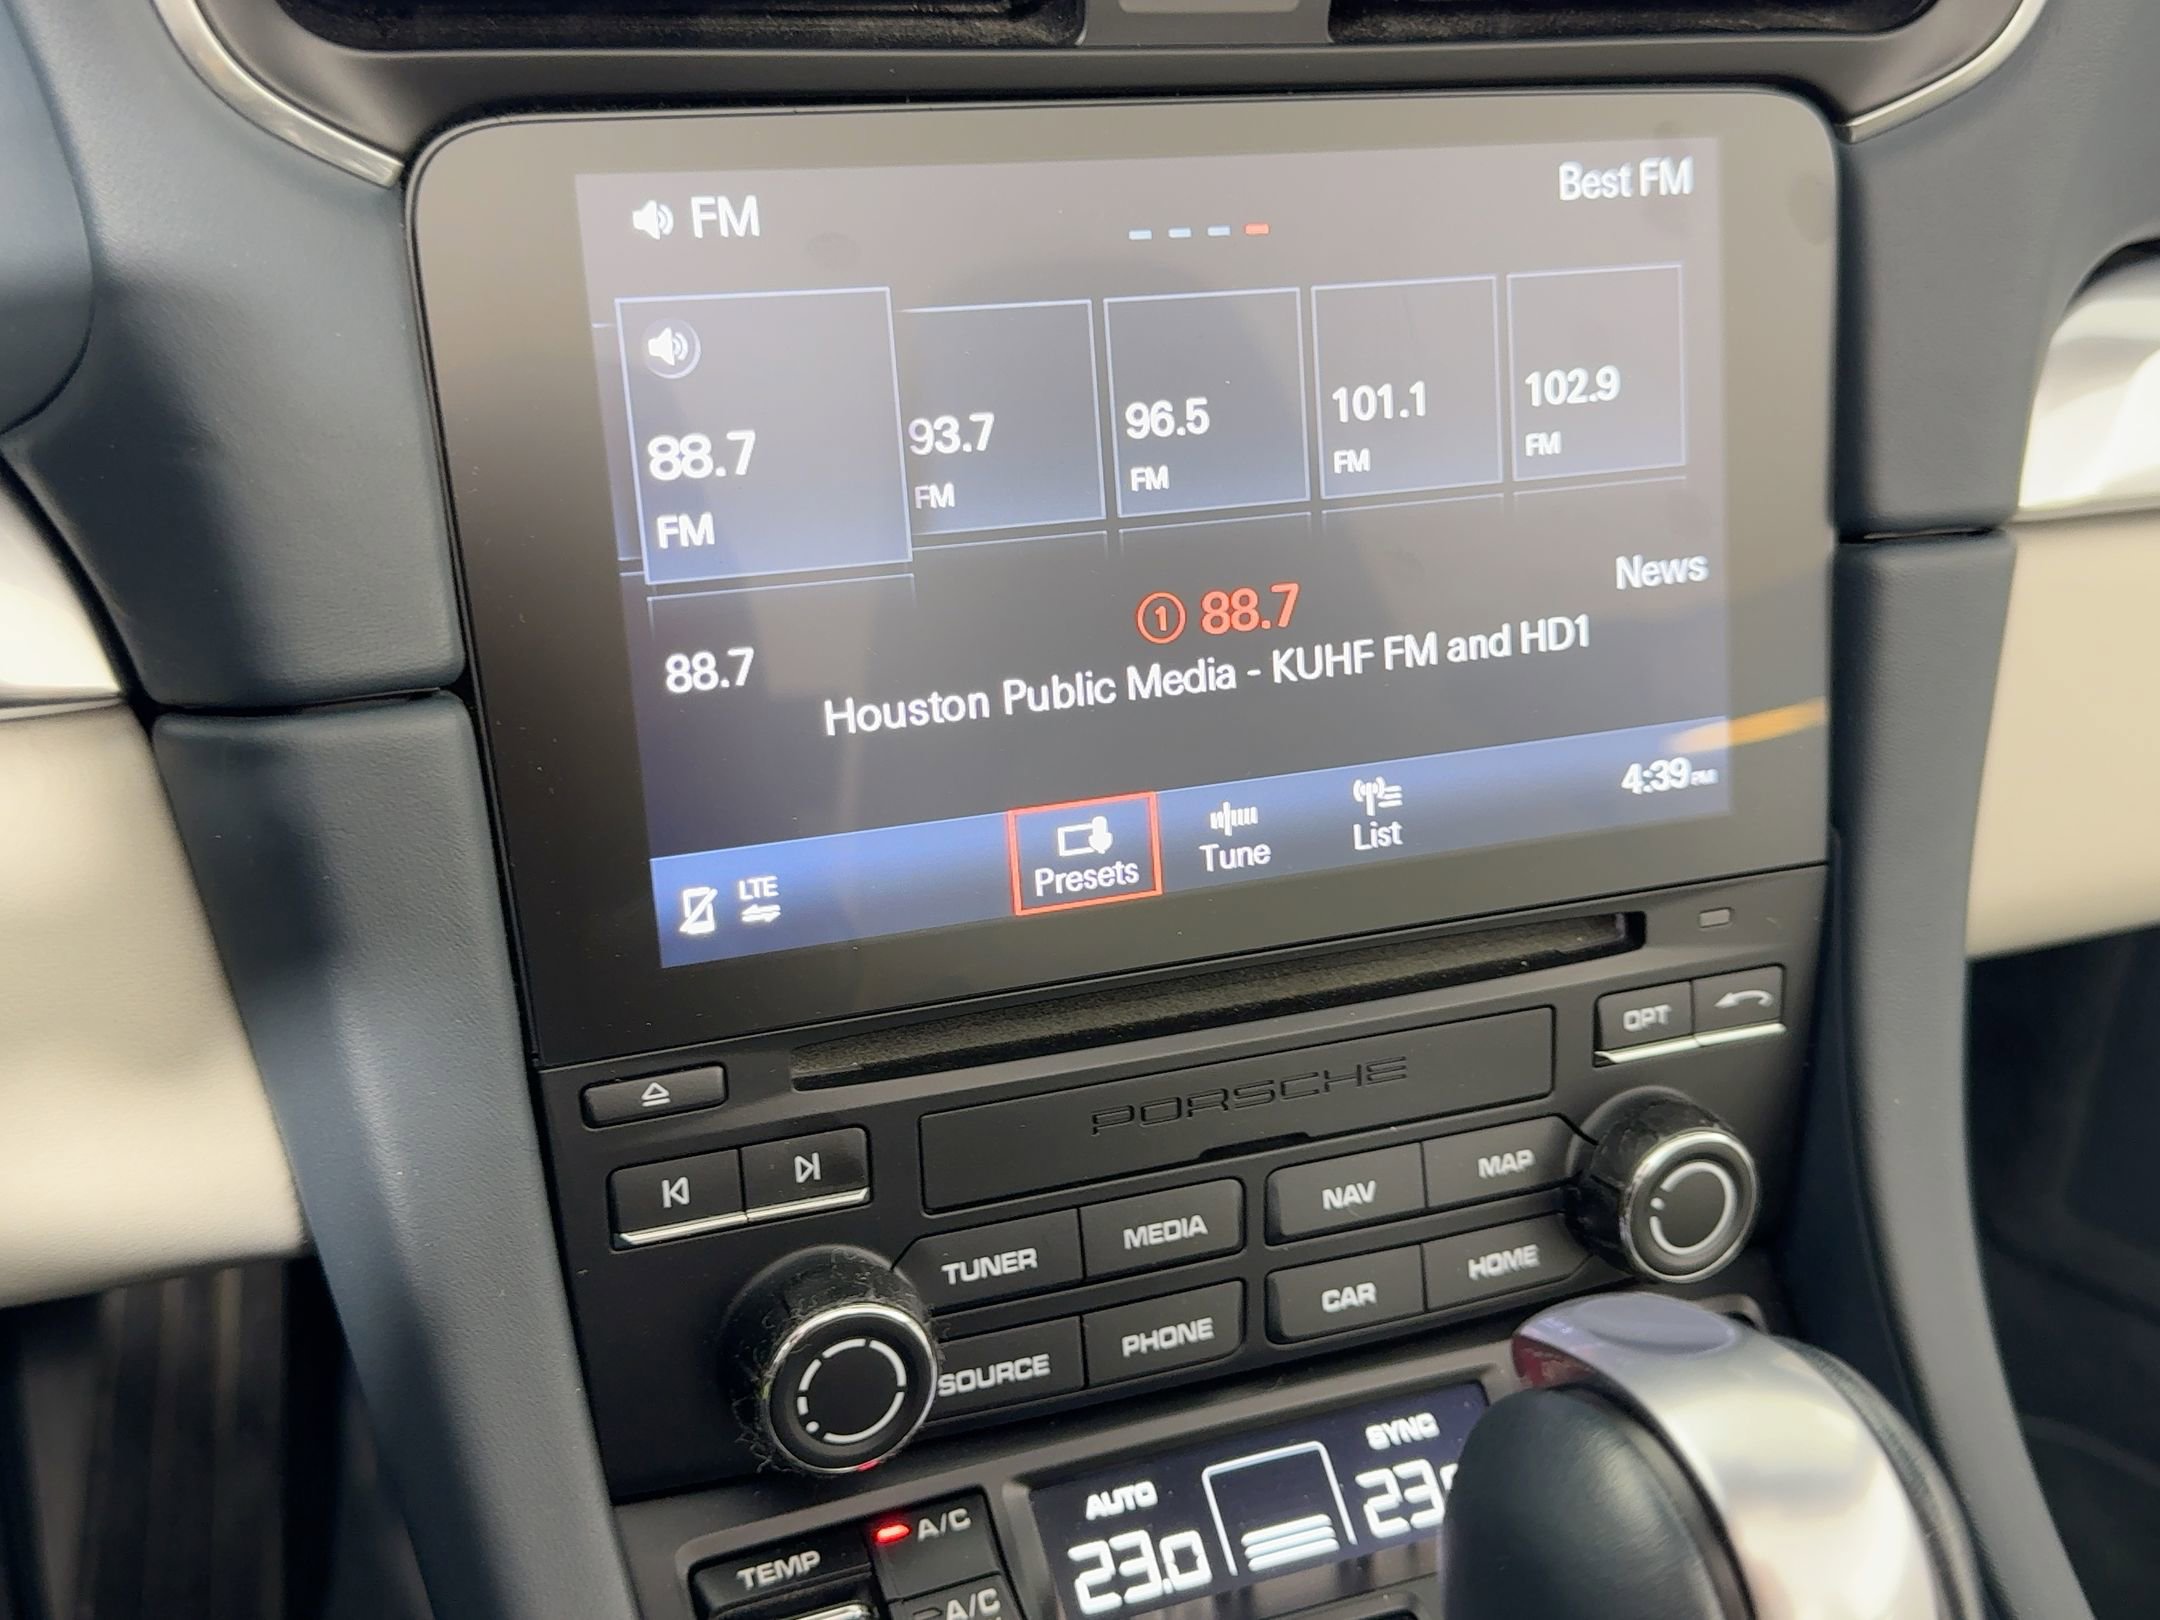 FM
Best FM
88.7
FM
93.7
FM
96.5
FM
101.1
FM
102.9
FM
News
1 88.7
88.7
Houston Public Media - KUHF FM and HD1
4:39 PM
LTE
Presets
Tune
List
OPT
PORSCHE
TUNER
MEDIA
NAV
MAP
SOURCE
PHONE
CAR
HOME
AUTO
SYNC
23.0
23
TEMP
A/C
A/C